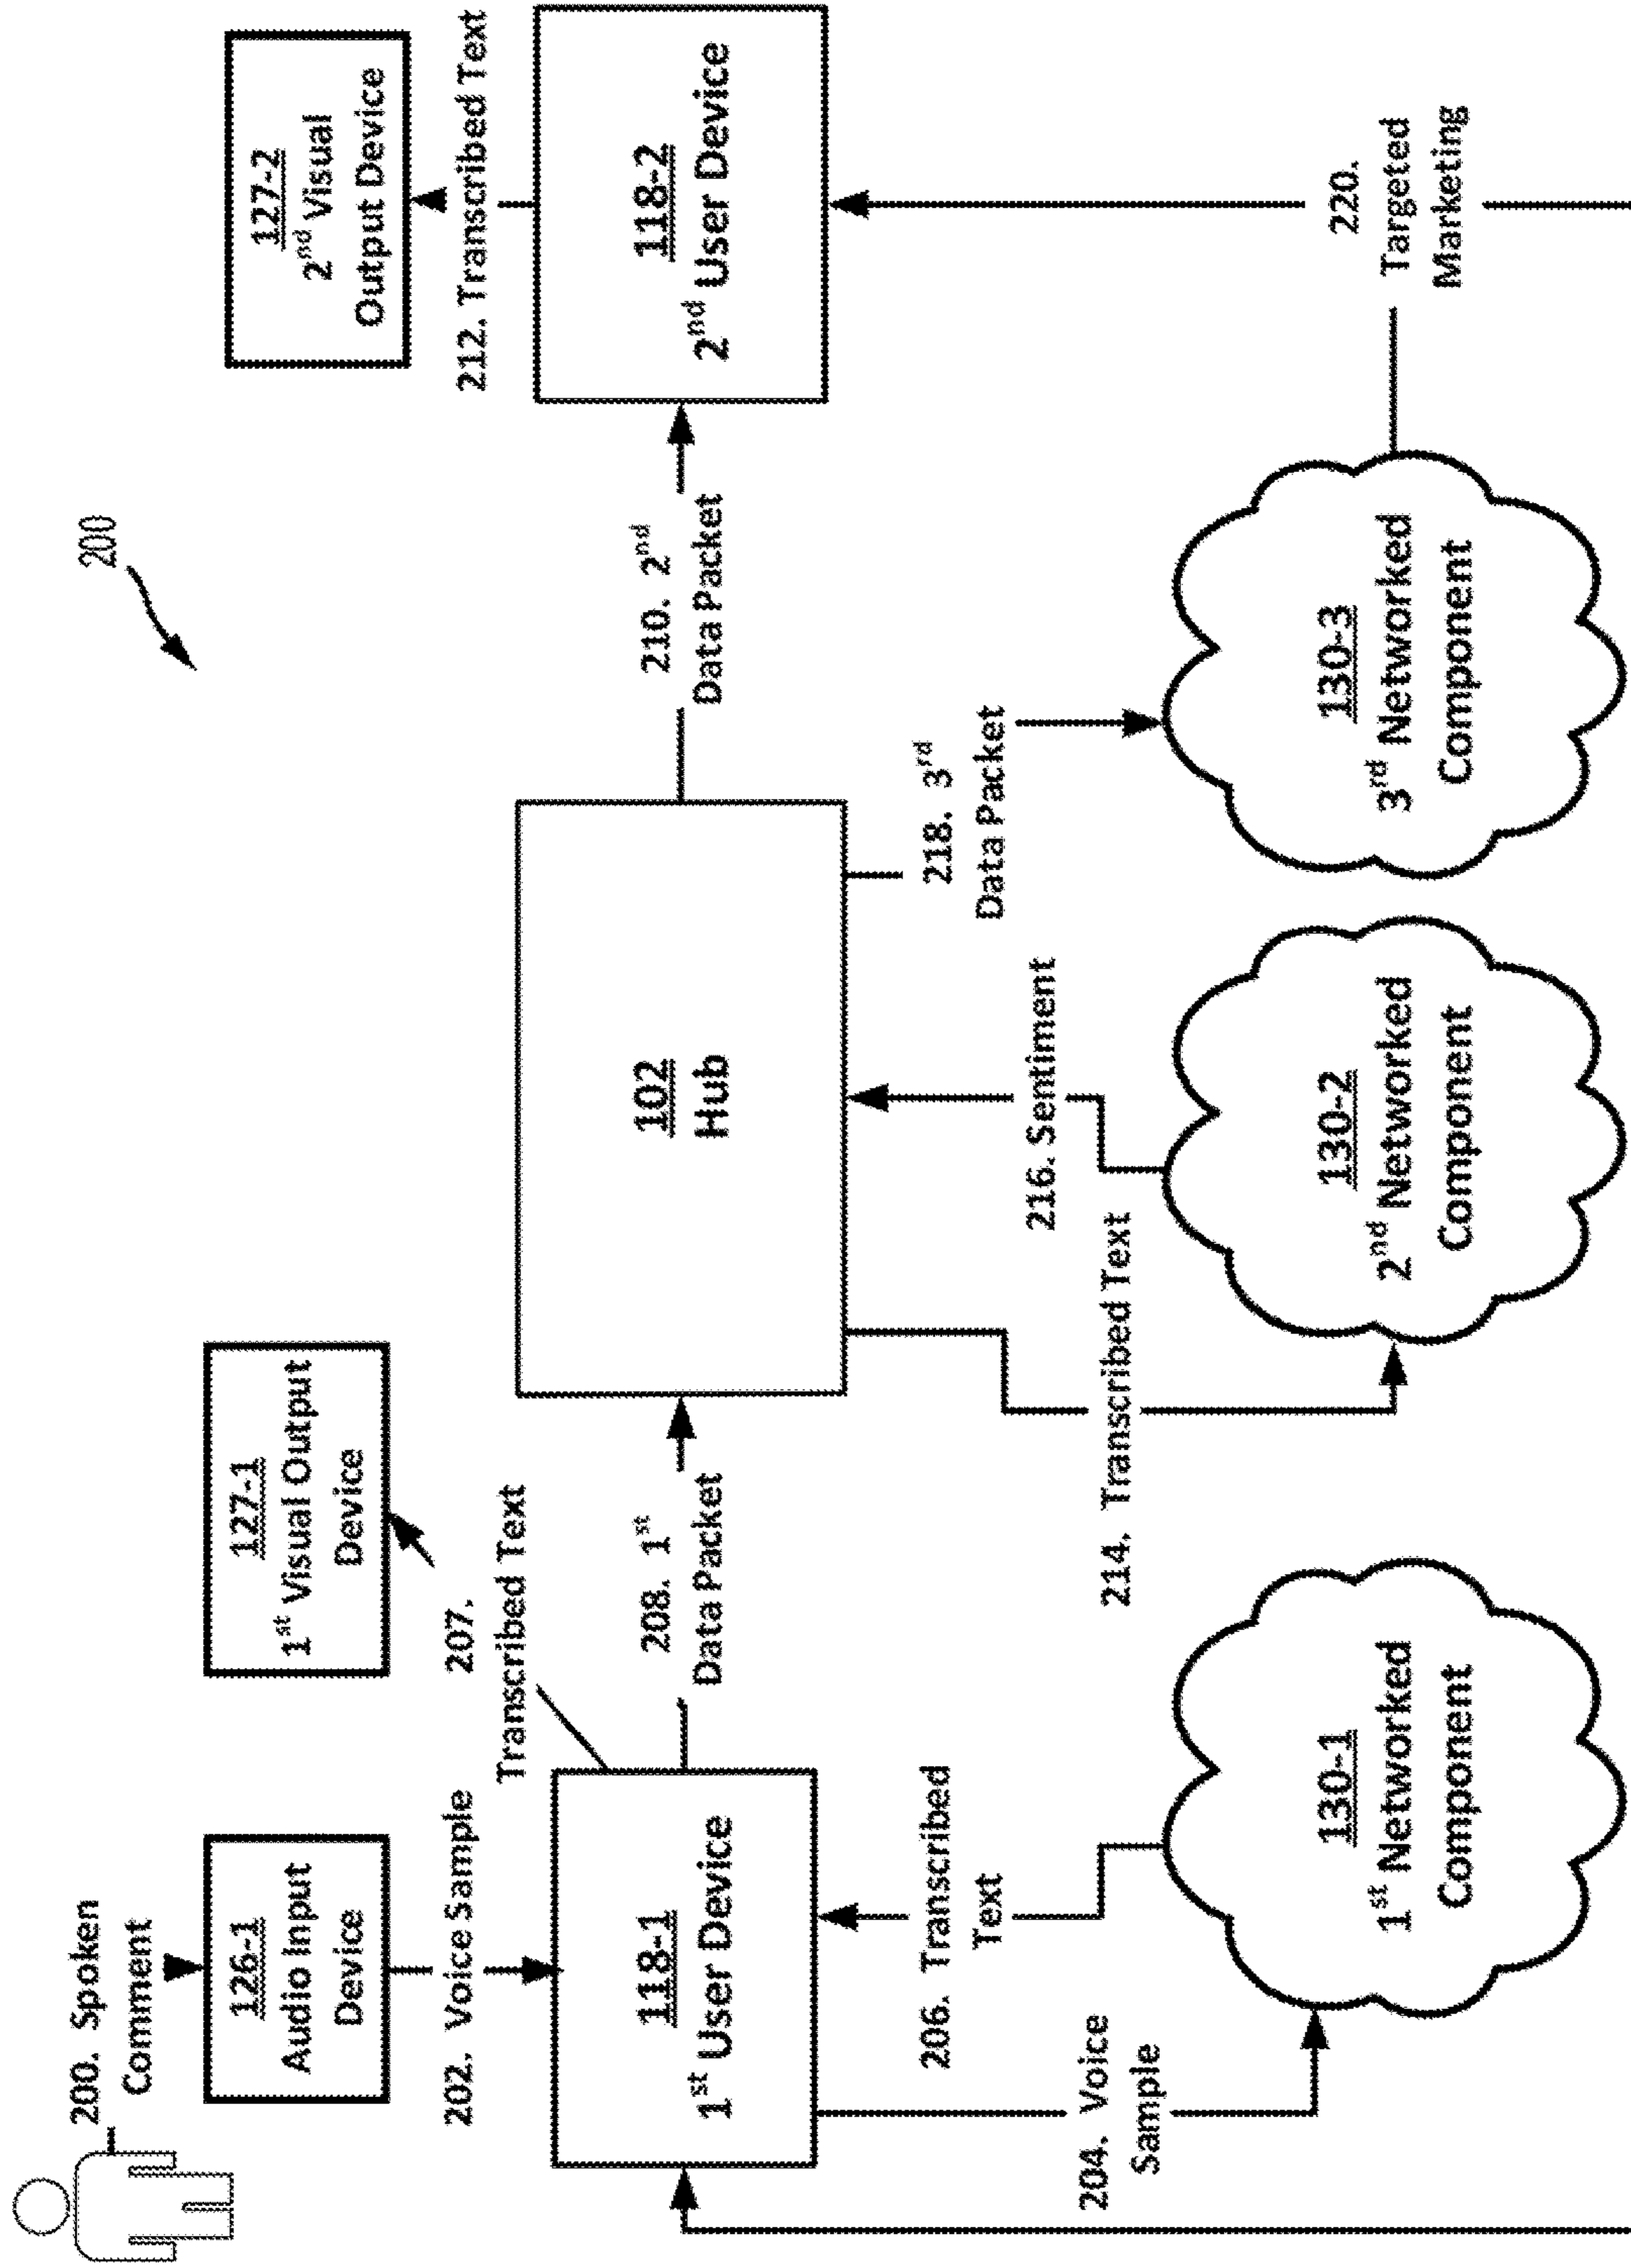 200
200. Spoken
Comment
126-1
Audio Input
Device
202. Voice Sample
127-1
1st Visual Output
Device
207.
Transcribed Text
127-2
2nd Visual
Output Device
212. Transcribed Text
118-1
1st User Device
208. 1st
Data Packet
102
Hub
210. 2nd
Data Packet
118-2
2nd User Device
204. Voice
Sample
206. Transcribed
Text
214. Transcribed Text
216. Sentiment
218. 3rd
Data Packet
130-1
1st Networked
Component
130-2
2nd Networked
Component
130-3
3rd Networked
Component
220.
Targeted
Marketing